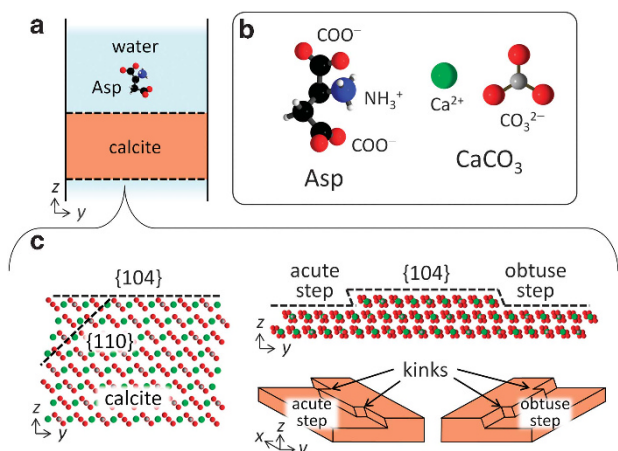 a
water
Asp
calcite
z
y
b
COO⁻
NH₃⁺
COO⁻
Asp
Ca²⁺
CO₃²⁻
CaCO₃
c
{104}
{110}
calcite
z
y
acute
step
{104}
obtuse
step
z
y
kinks
acute
step
obtuse
step
x
z
y